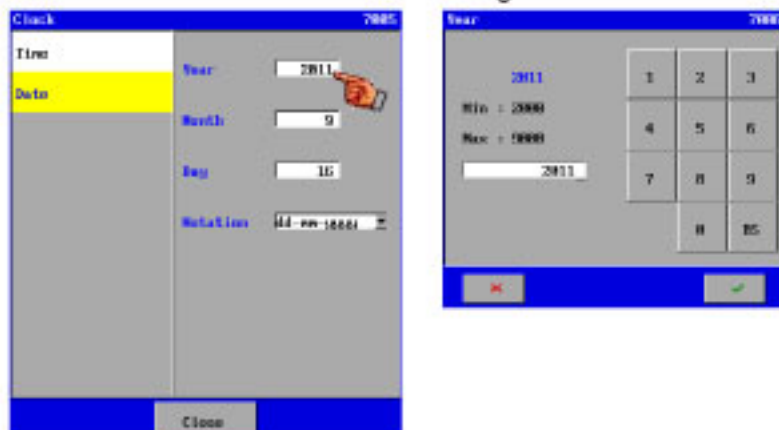 Clock 7005
Time
Date
Year 2011
Month 9
Day 16
Notation dd-mm-yyyy
Close
Year
2011
Min : 2000
Max : 9000
2011
1 2 3
4 5 6
7 8 9
0 BS